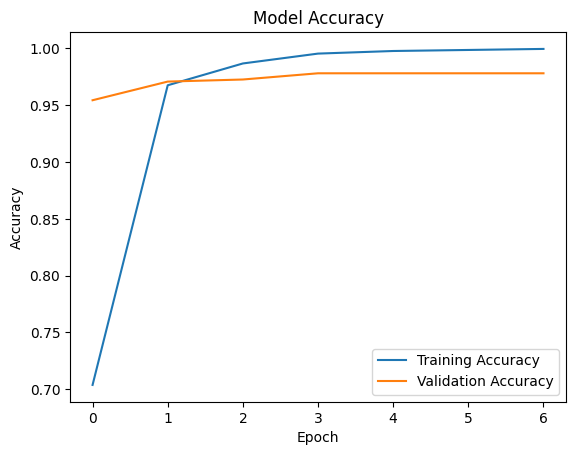 Model Accuracy
1.00
0.95
0.90
0.85
0.80
0.75
0.70
Accuracy
Training Accuracy
Validation Accuracy
0 1 2 3 4 5 6
Epoch